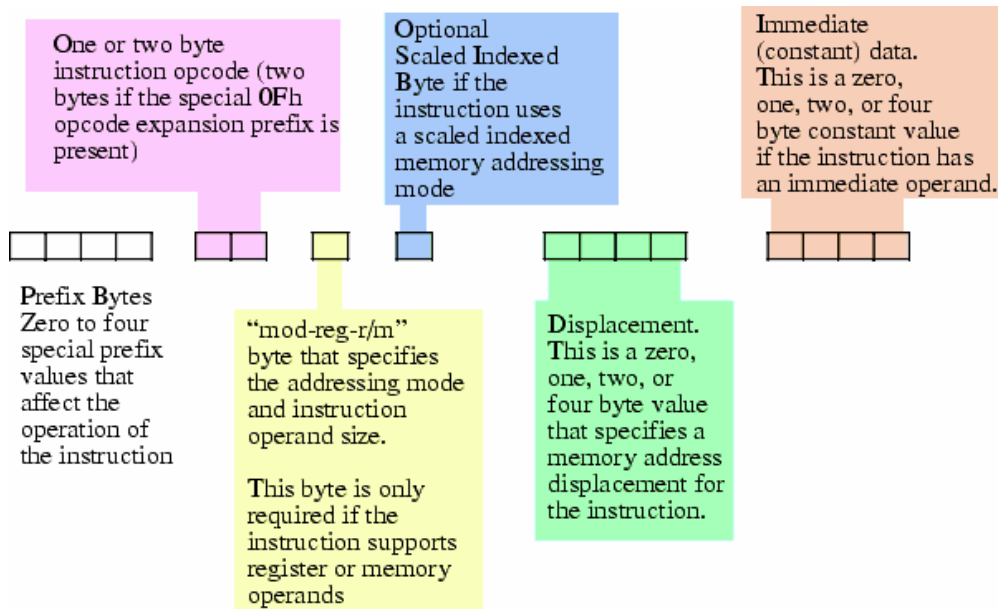 One or two byte
instruction opcode (two
bytes if the special 0Fh
opcode expansion prefix is
present)
Optional
Scaled Indexed
Byte if the
instruction uses
a scaled indexed
memory addressing
mode
Immediate
(constant) data.
This is a zero,
one, two, or four
byte constant value
if the instruction has
an immediate operand.
Prefix Bytes
Zero to four
special prefix
values that
affect the
operation of
the instruction
“mod-reg-r/m”
byte that specifies
the addressing mode
and instruction
operand size.
This byte is only
required if the
instruction supports
register or memory
operands
Displacement.
This is a zero,
one, two, or
four byte value
that specifies a
memory address
displacement for
the instruction.